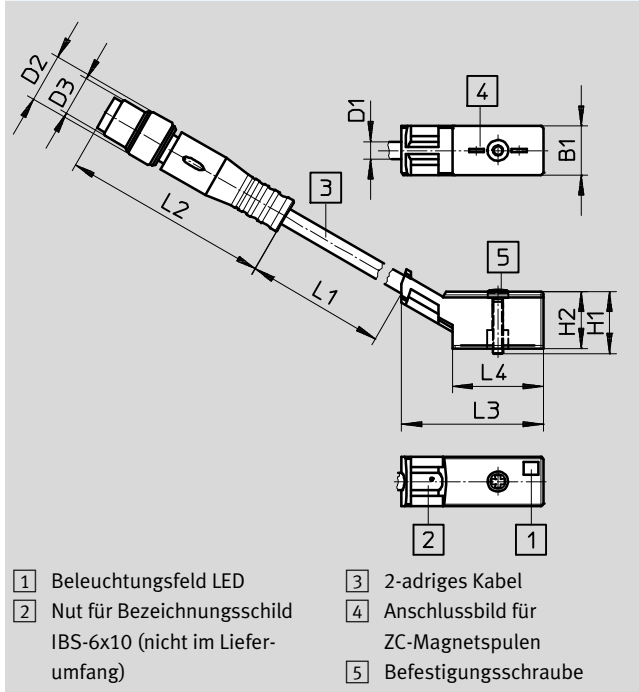 D2
D3
D1
4
B1
3
L2
5
L1
H2
H1
L4
L3
2
1
1 Beleuchtungsfeld LED
2 Nut für Bezeichnungsschild
IBS-6x10 (nicht im Liefer-
umfang)
3 2-adriges Kabel
4 Anschlussbild für
ZC-Magnetspulen
5 Befestigungsschraube